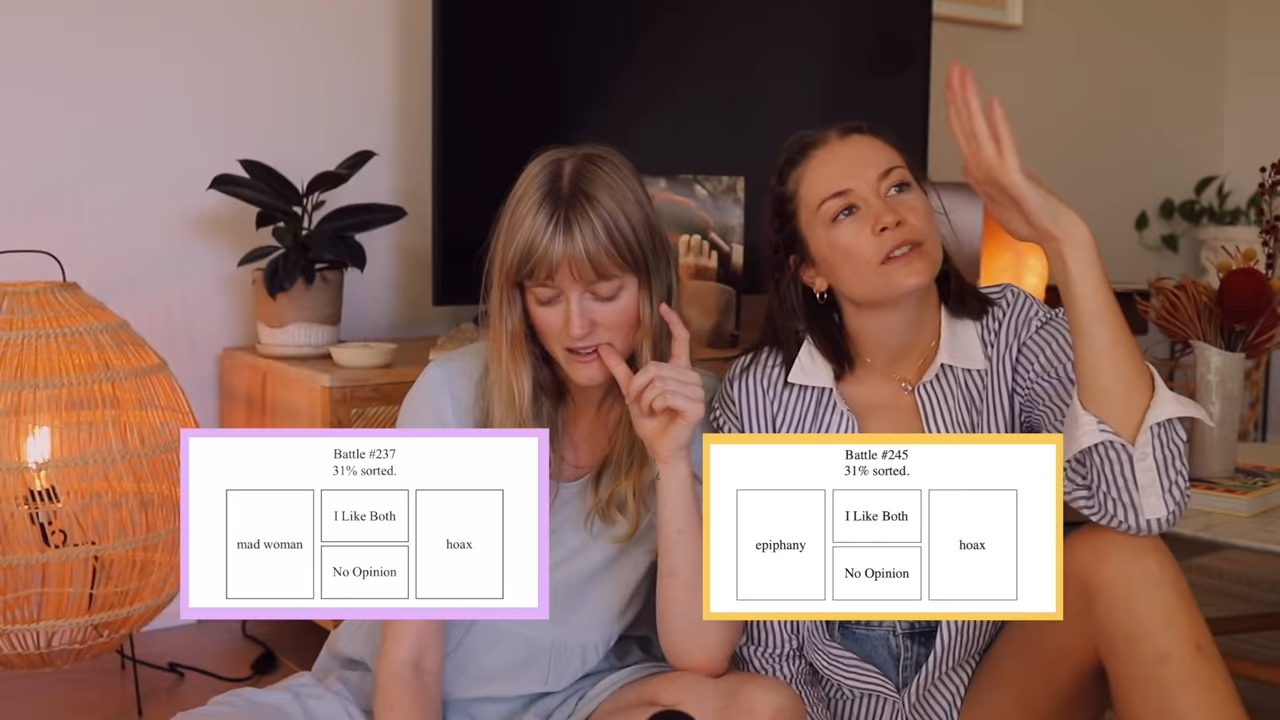 Battle #237
31% sorted.
mad woman
I Like Both
No Opinion
hoax
Battle #245
31% sorted.
epiphany
I Like Both
No Opinion
hoax